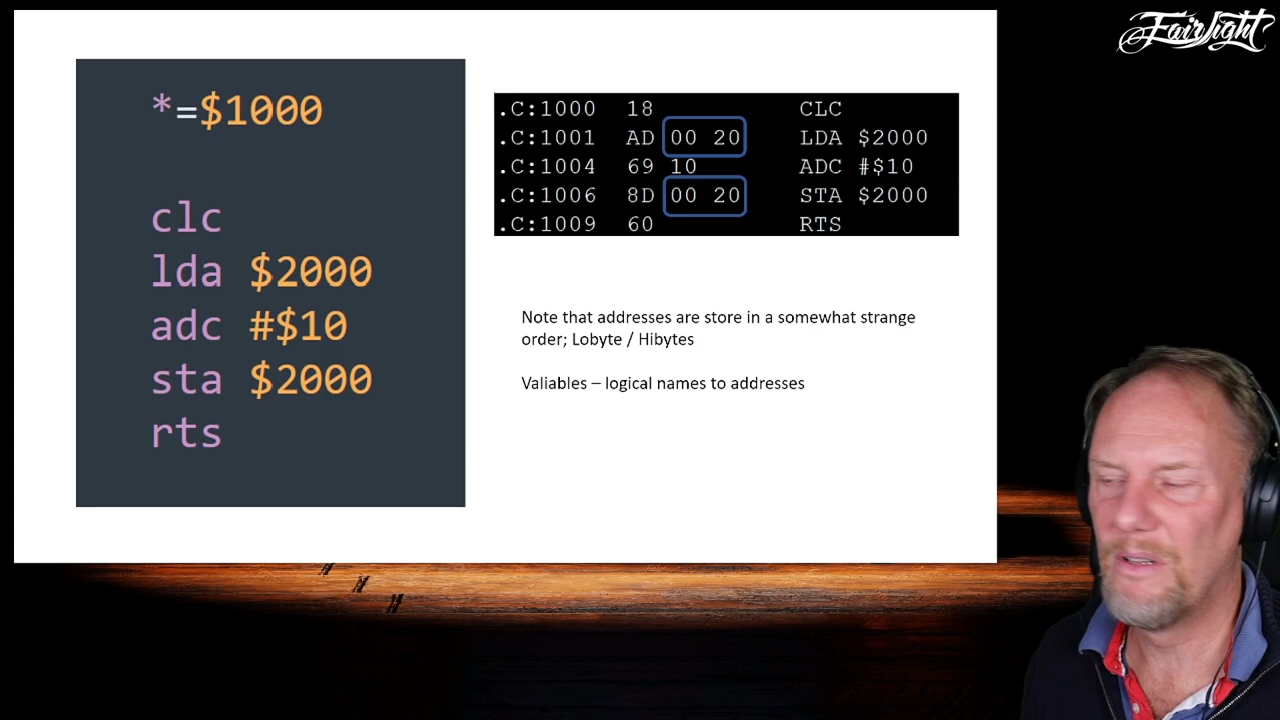 Fairlight
*=$1000
clc
lda $2000
adc #$10
sta $2000
rts
.C:1000 18 CLC
.C:1001 AD 00 20 LDA $2000
.C:1004 69 10 ADC #$10
.C:1006 8D 00 20 STA $2000
.C:1009 60 RTS
Note that addresses are store in a somewhat strange
order; Lobyte / Hibytes
Valiables – logical names to addresses